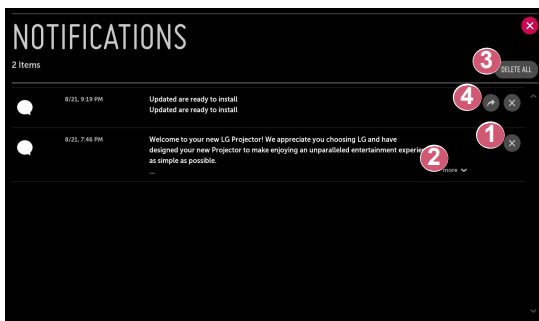 NOTIFICATIONS
2 Items
3
DELETE ALL
8/21, 9:19 PM
Updated are ready to install
Updated are ready to install
4
8/21, 7:46 PM
Welcome to your new LG Projector! We appreciate you choosing LG and have
designed your new Projector to make enjoying an unparalleled entertainment
as simple as possible.
...
1
2
more